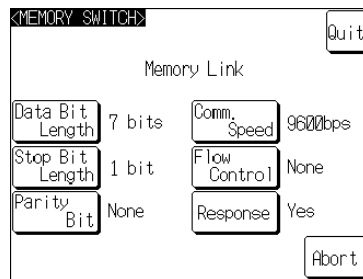 <MEMORY SWITCH>
Quit
Memory Link
Data Bit
Length
7 bits
Comm.
Speed
9600bps
Stop Bit
Length
1 bit
Flow
Control
None
Parity
Bit
None
Response
Yes
Abort